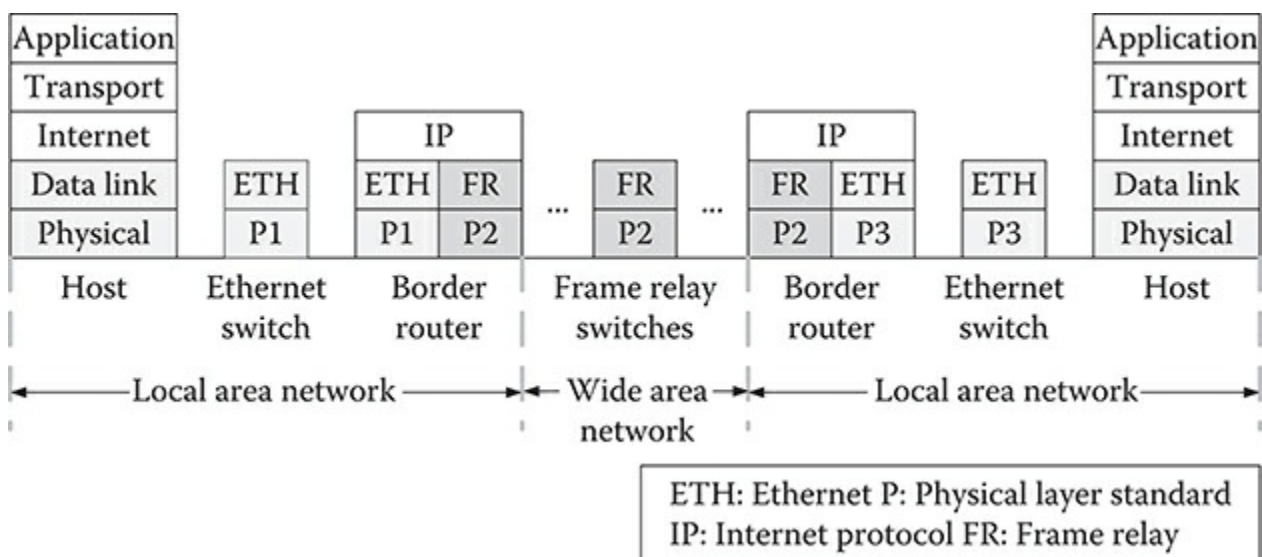 Application
Transport
Internet
Data link
Physical
Host
ETH
P1
Ethernet
switch
IP
ETH FR
P1 P2
Border
router
...
FR
P2
...
Frame relay
switches
IP
FR ETH
P2 P3
Border
router
ETH
P3
Ethernet
switch
Application
Transport
Internet
Data link
Physical
Host
Local area network
Wide area
network
Local area network
ETH: Ethernet P: Physical layer standard
IP: Internet protocol FR: Frame relay